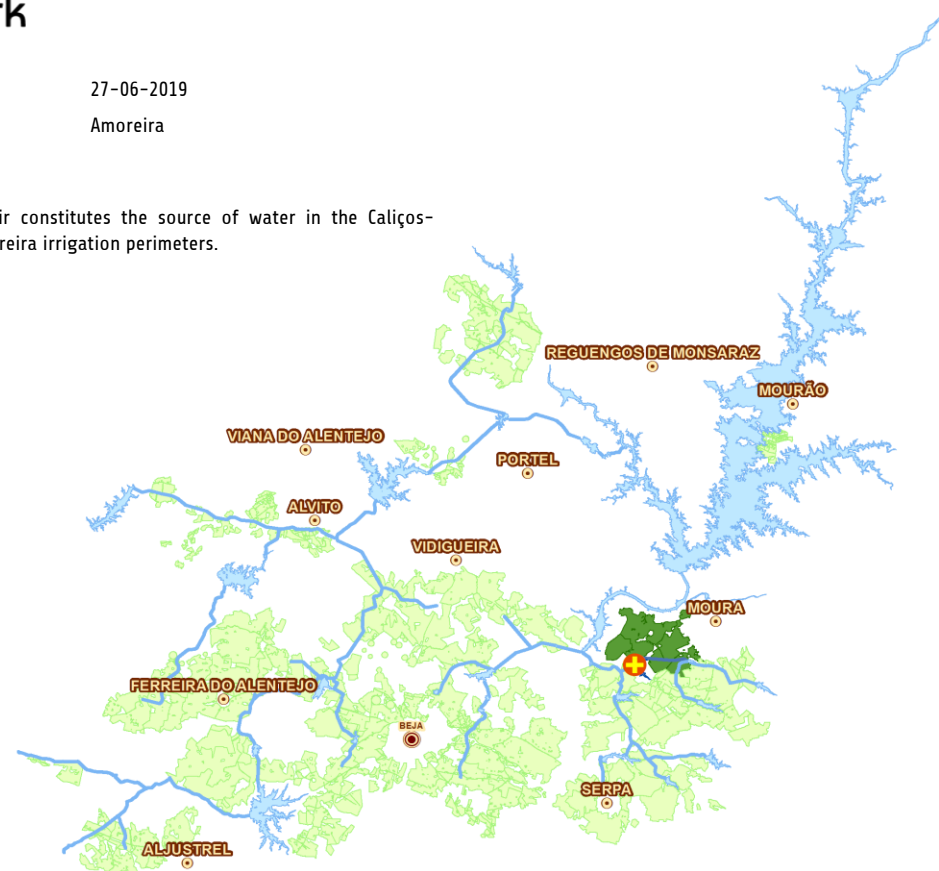 rk
27-06-2019
Amoreira
ir constitutes the source of water in the Caliços-
reira irrigation perimeters.
REGUENGOS DE MONSARAZ
MOURÃO
VIANA DO ALENTEJO
PORTEL
ALVITO
VIDIGUEIRA
MOURA
FERREIRA DO ALENTEJO
BEJA
SERPA
ALJUSTREL